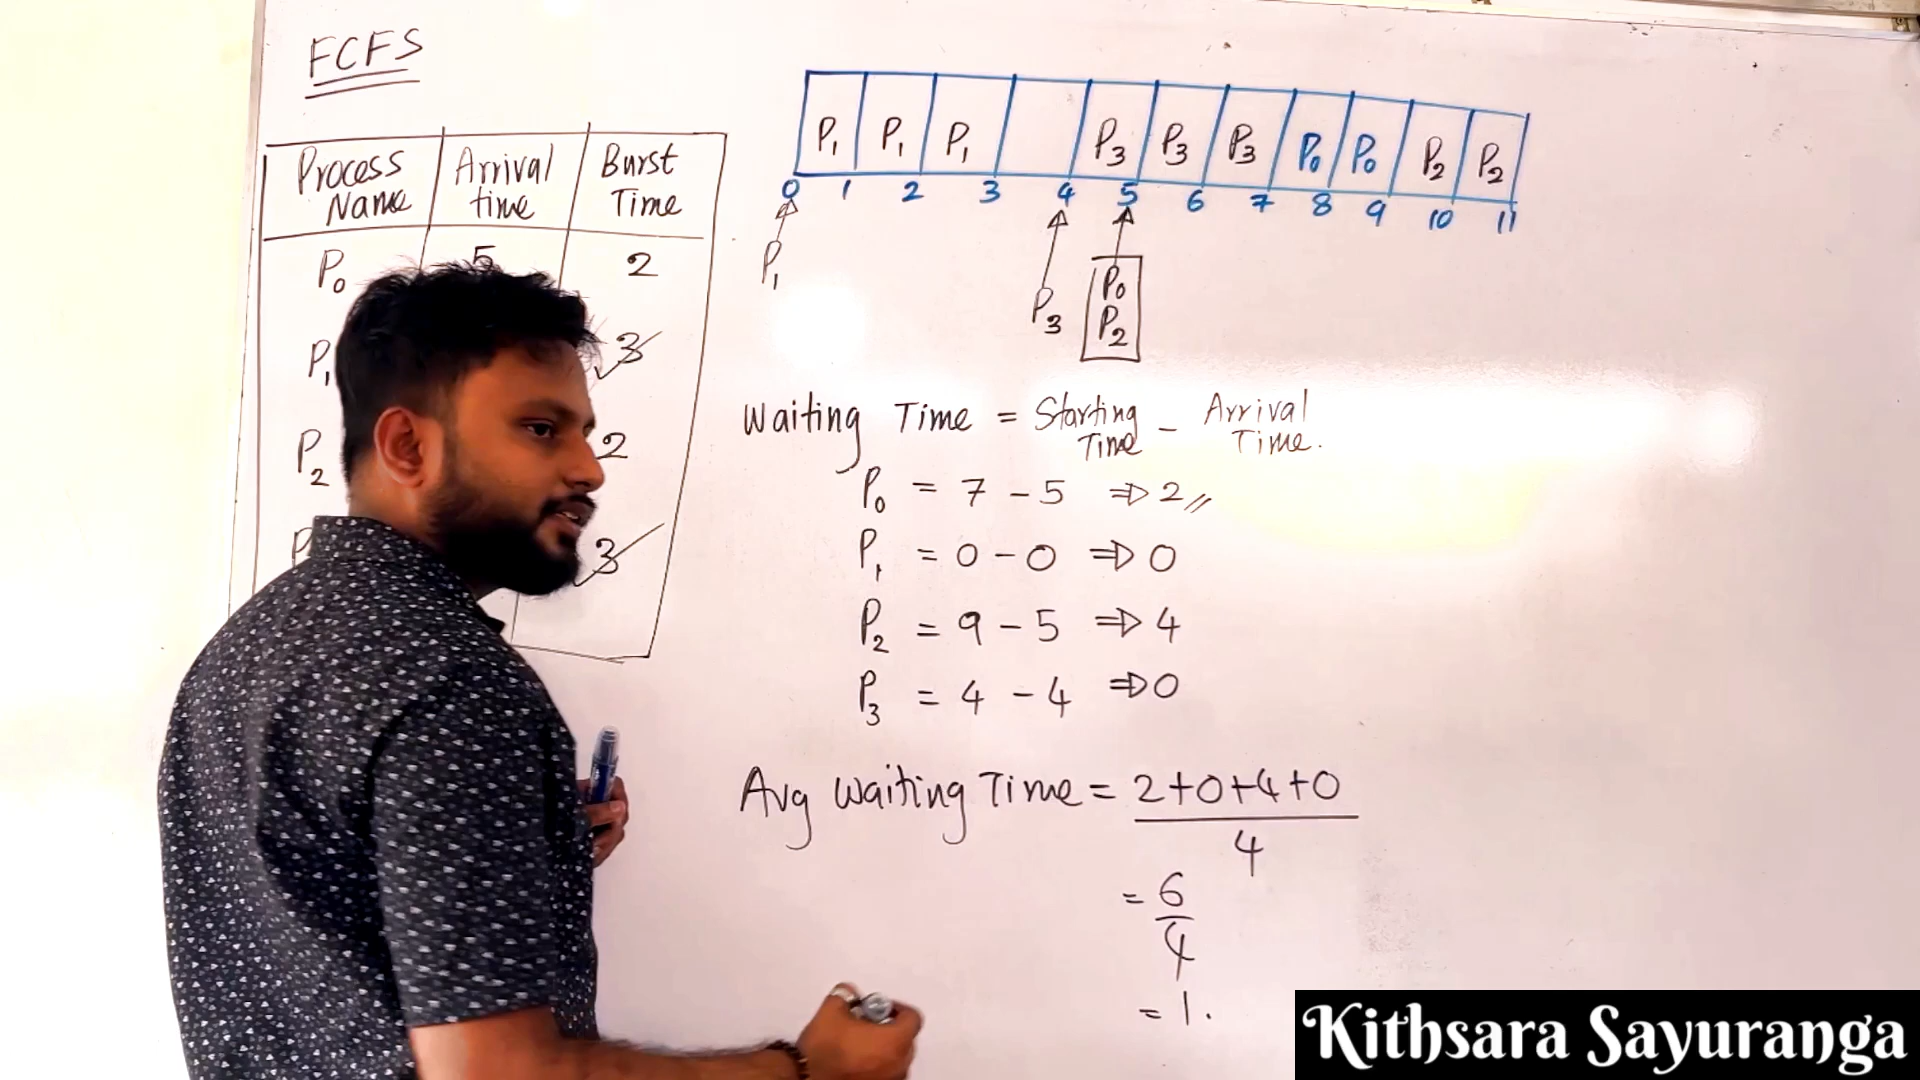 FCFS
Process Name Arrival time Burst Time
P0 5 2
P1 3
P2 2
P 3
P1 P1 P1 P3 P3 P3 P0 P0 P2 P2
0 1 2 3 4 5 6 7 8 9 10 11
P1 P3 P0
P2
Waiting Time = Starting Time - Arrival Time.
P0 = 7 - 5 ⇒ 2 //
P1 = 0 - 0 ⇒ 0
P2 = 9 - 5 ⇒ 4
P3 = 4 - 4 ⇒ 0
Avg Waiting Time = 2+0+4+0
4
= 6
4
= 1.
Kithsara Sayuranga